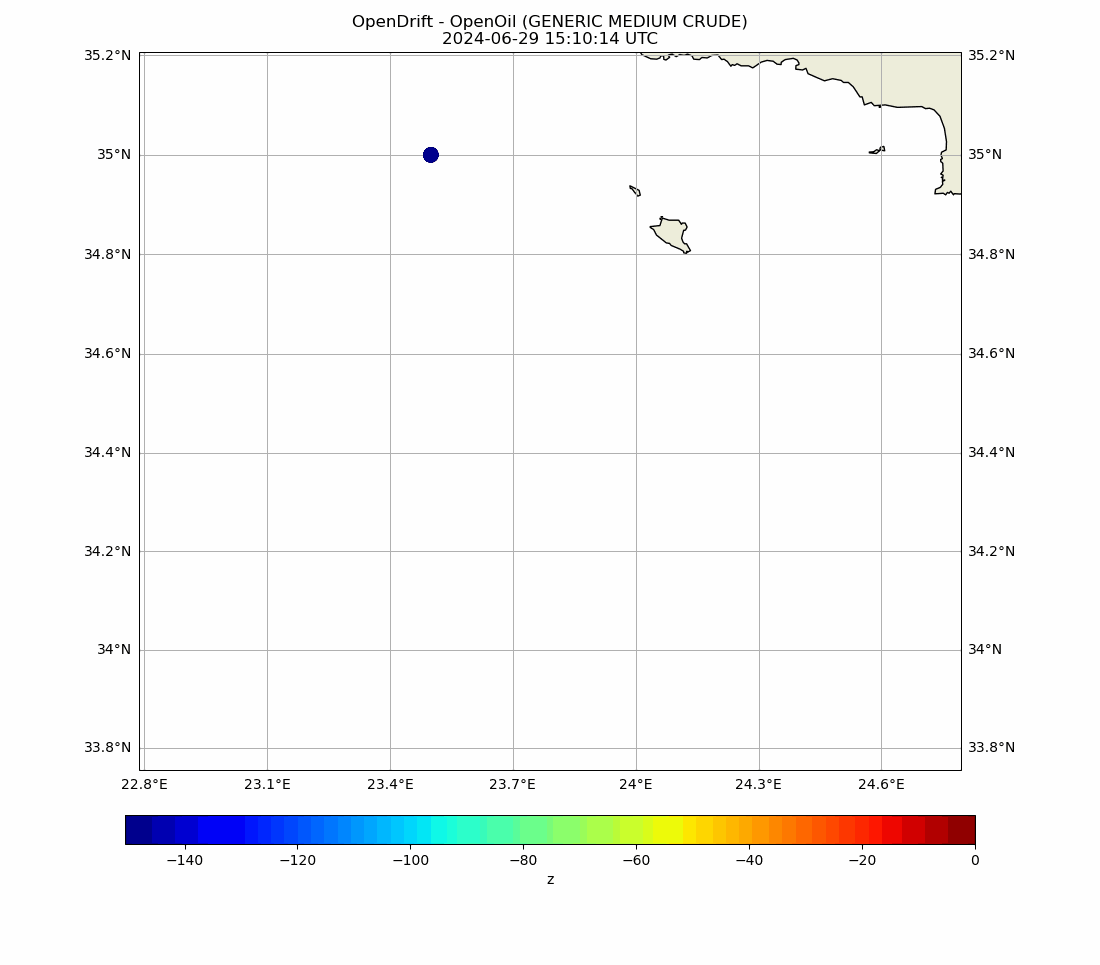 OpenDrift - OpenOil (GENERIC MEDIUM CRUDE)
2024-06-29 15:10:14 UTC
35.2°N 35.2°N
35°N 35°N
34.8°N 34.8°N
34.6°N 34.6°N
34.4°N 34.4°N
34.2°N 34.2°N
34°N 34°N
33.8°N 33.8°N
22.8°E 23.1°E 23.4°E 23.7°E 24°E 24.3°E 24.6°E
−140 −120 −100 −80 −60 −40 −20 0
z